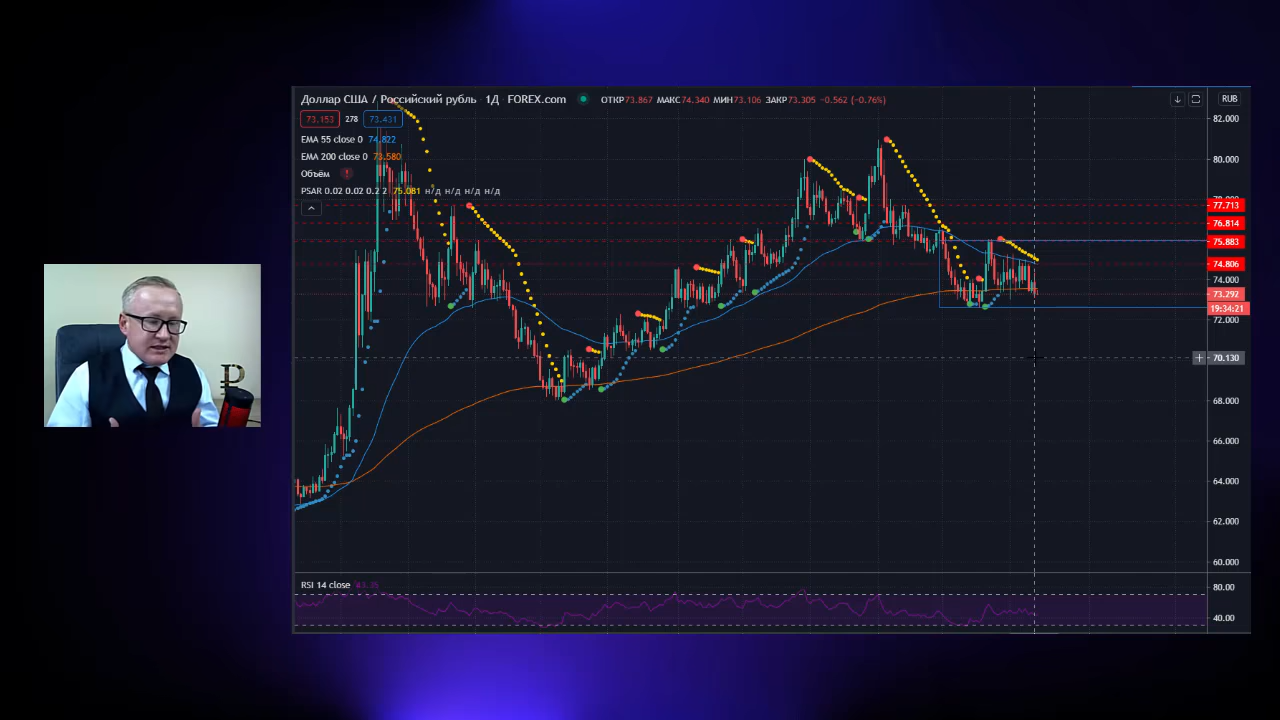 Доллар США / Российский рубль 1Д FOREX.com ОТКР73.867 МАКС74.340 МИН73.106 ЗАКР73.305 -0.562 (-0.76%)
RUB
73.153 278 73.431
EMA 55 close 0 74.822
EMA 200 close 0 73.580
Объём
PSAR 0.02 0.02 0.2 2 75.081 н/д н/д н/д н/д
82.000
80.000
77.713
76.814
75.883
74.806
74.000
73.292
19:34:21
72.000
70.130
68.000
66.000
64.000
62.000
60.000
RSI 14 close 43.35
80.00
40.00